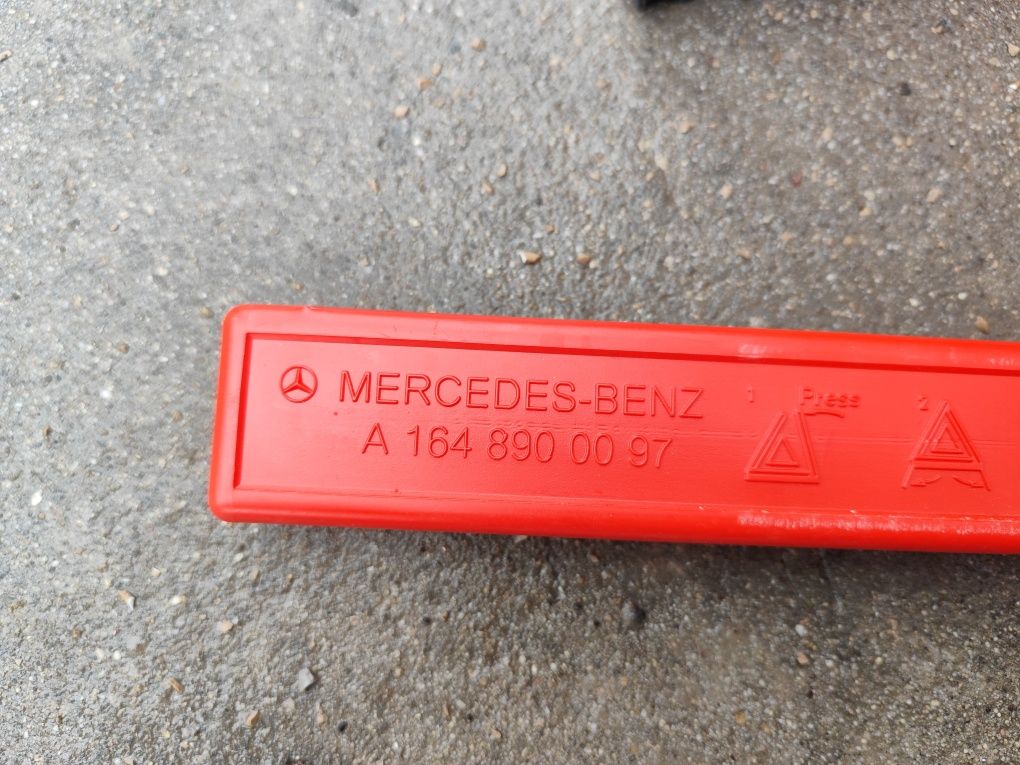 MERCEDES-BENZ
A 164 890 00 97
1 Press 2